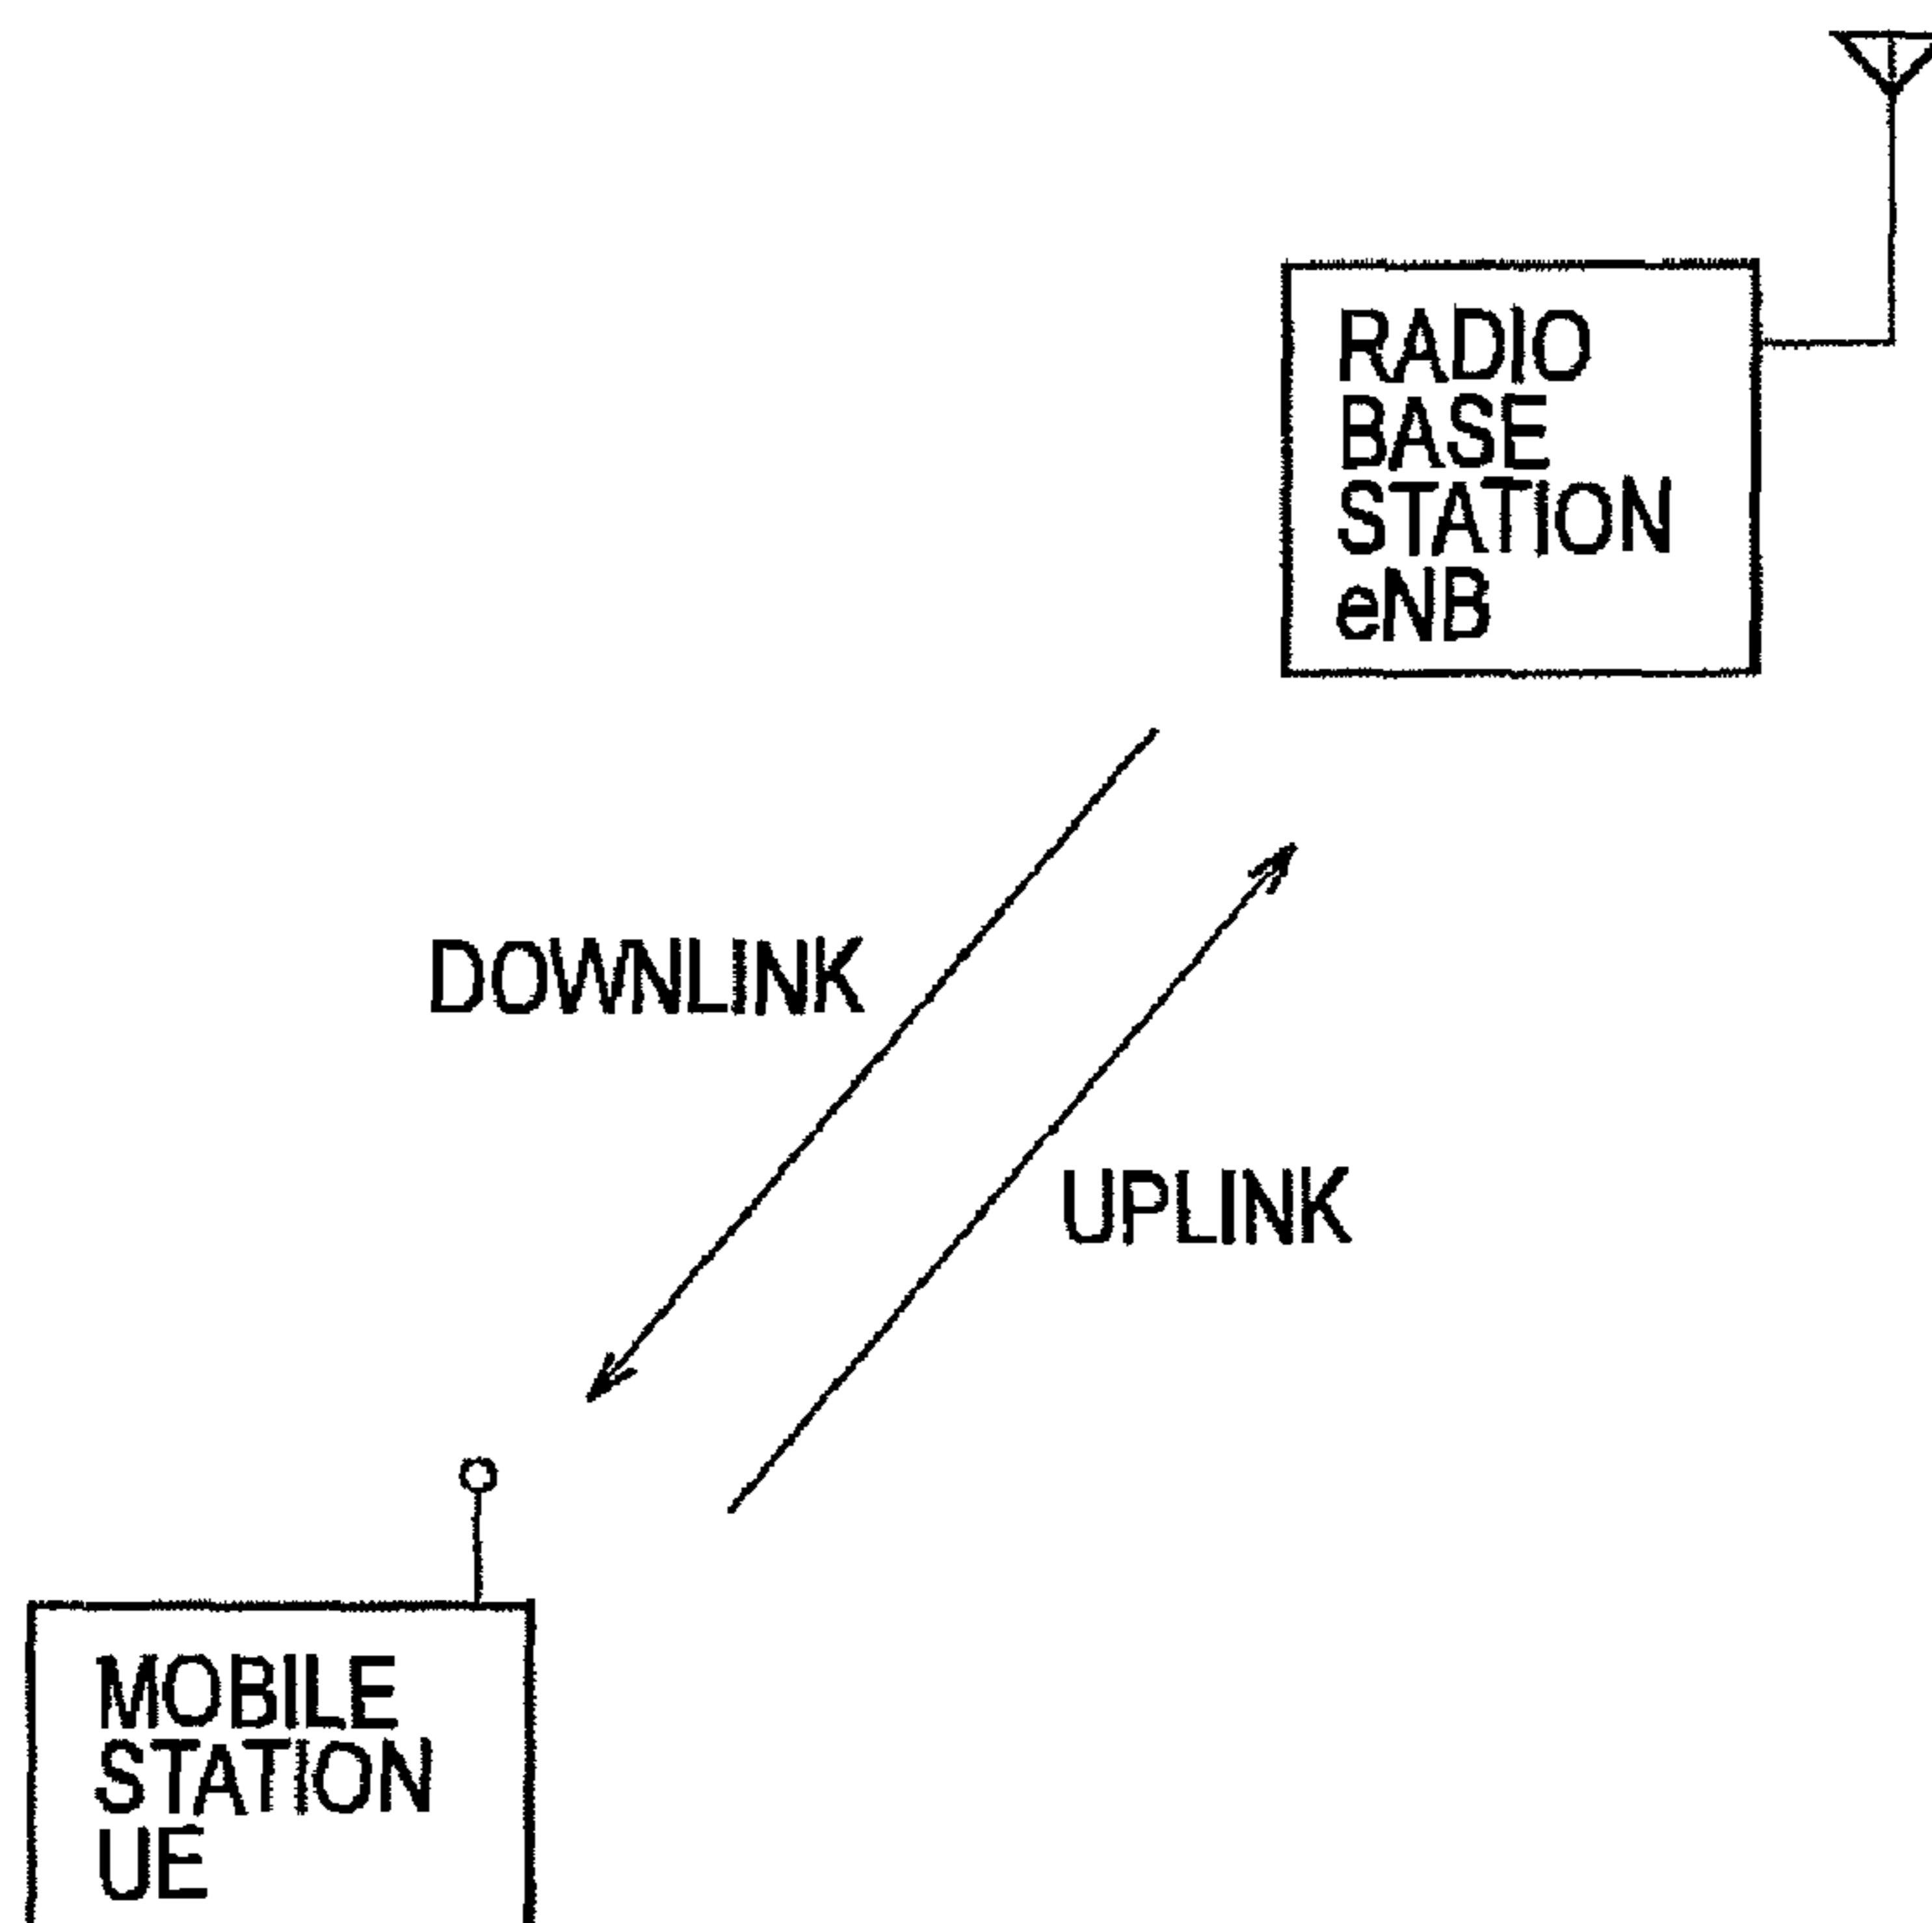 RADIO
BASE
STATION
eNB
DOWNLINK
UPLINK
MOBILE
STATION
UE